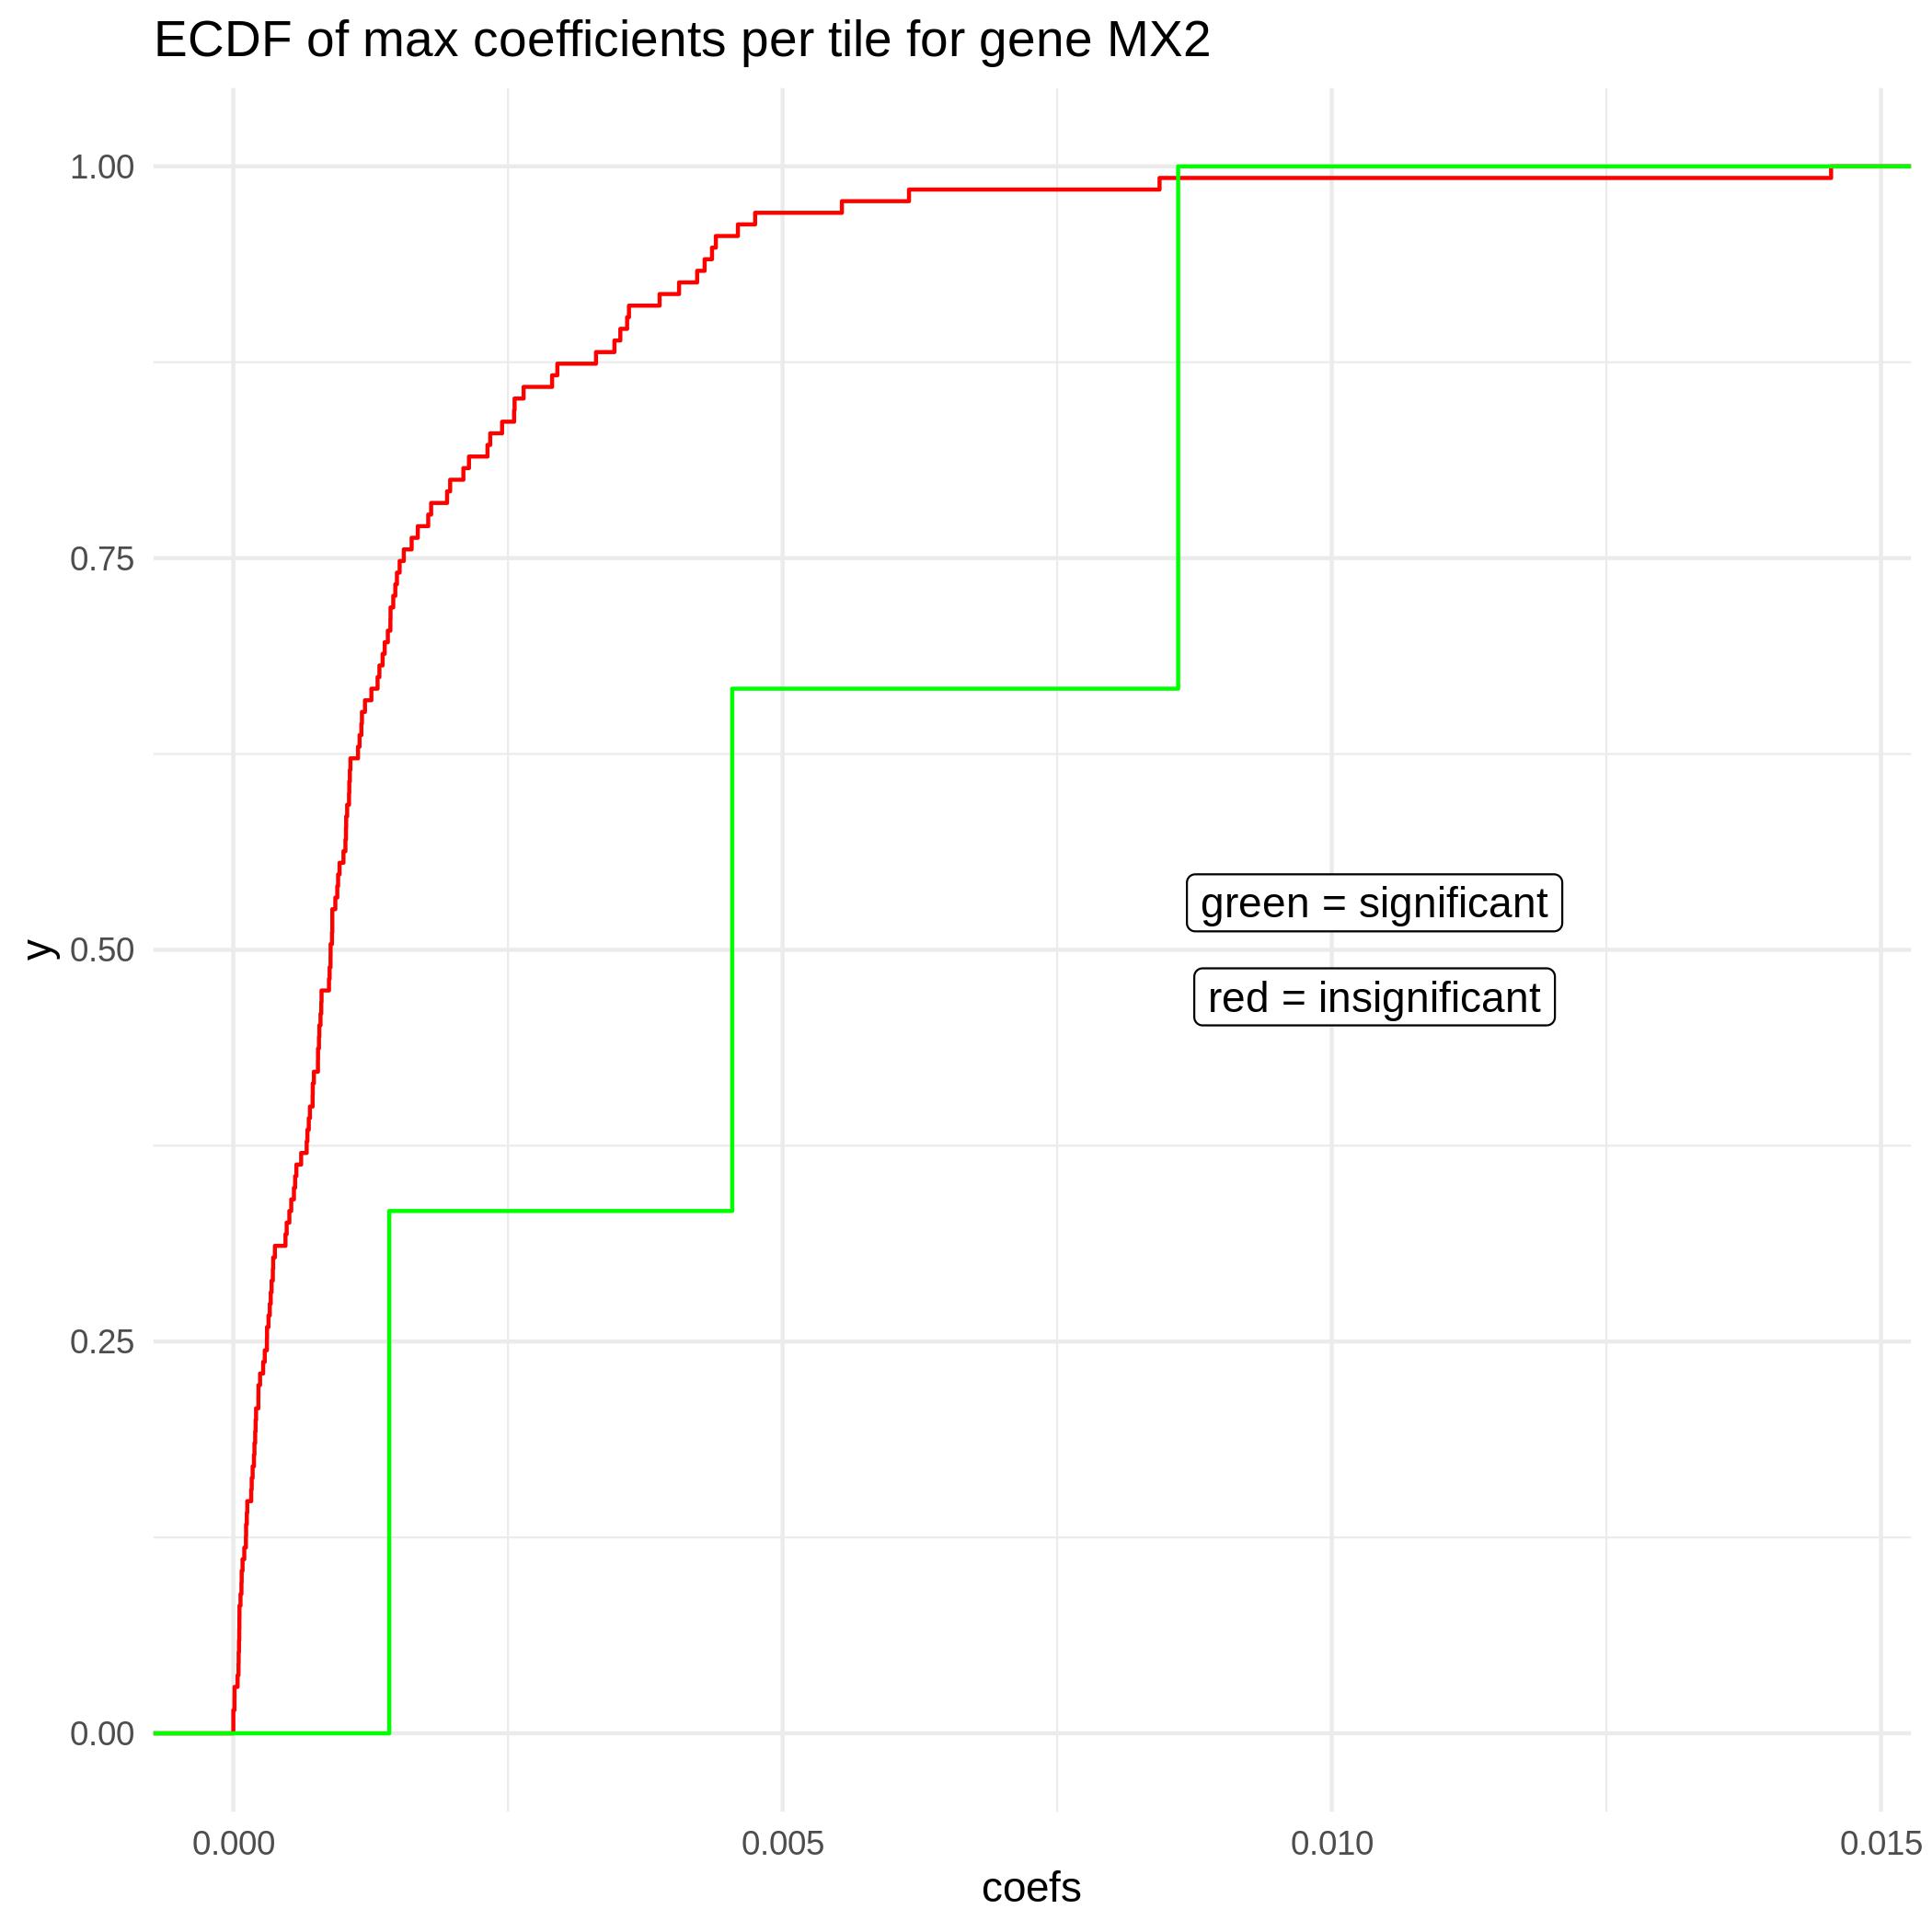 ECDF of max coefficients per tile for gene MX2
1.00
0.75
0.50
0.25
0.00
y
green = significant
red = insignificant
0.000 0.005 0.010 0.015
coefs